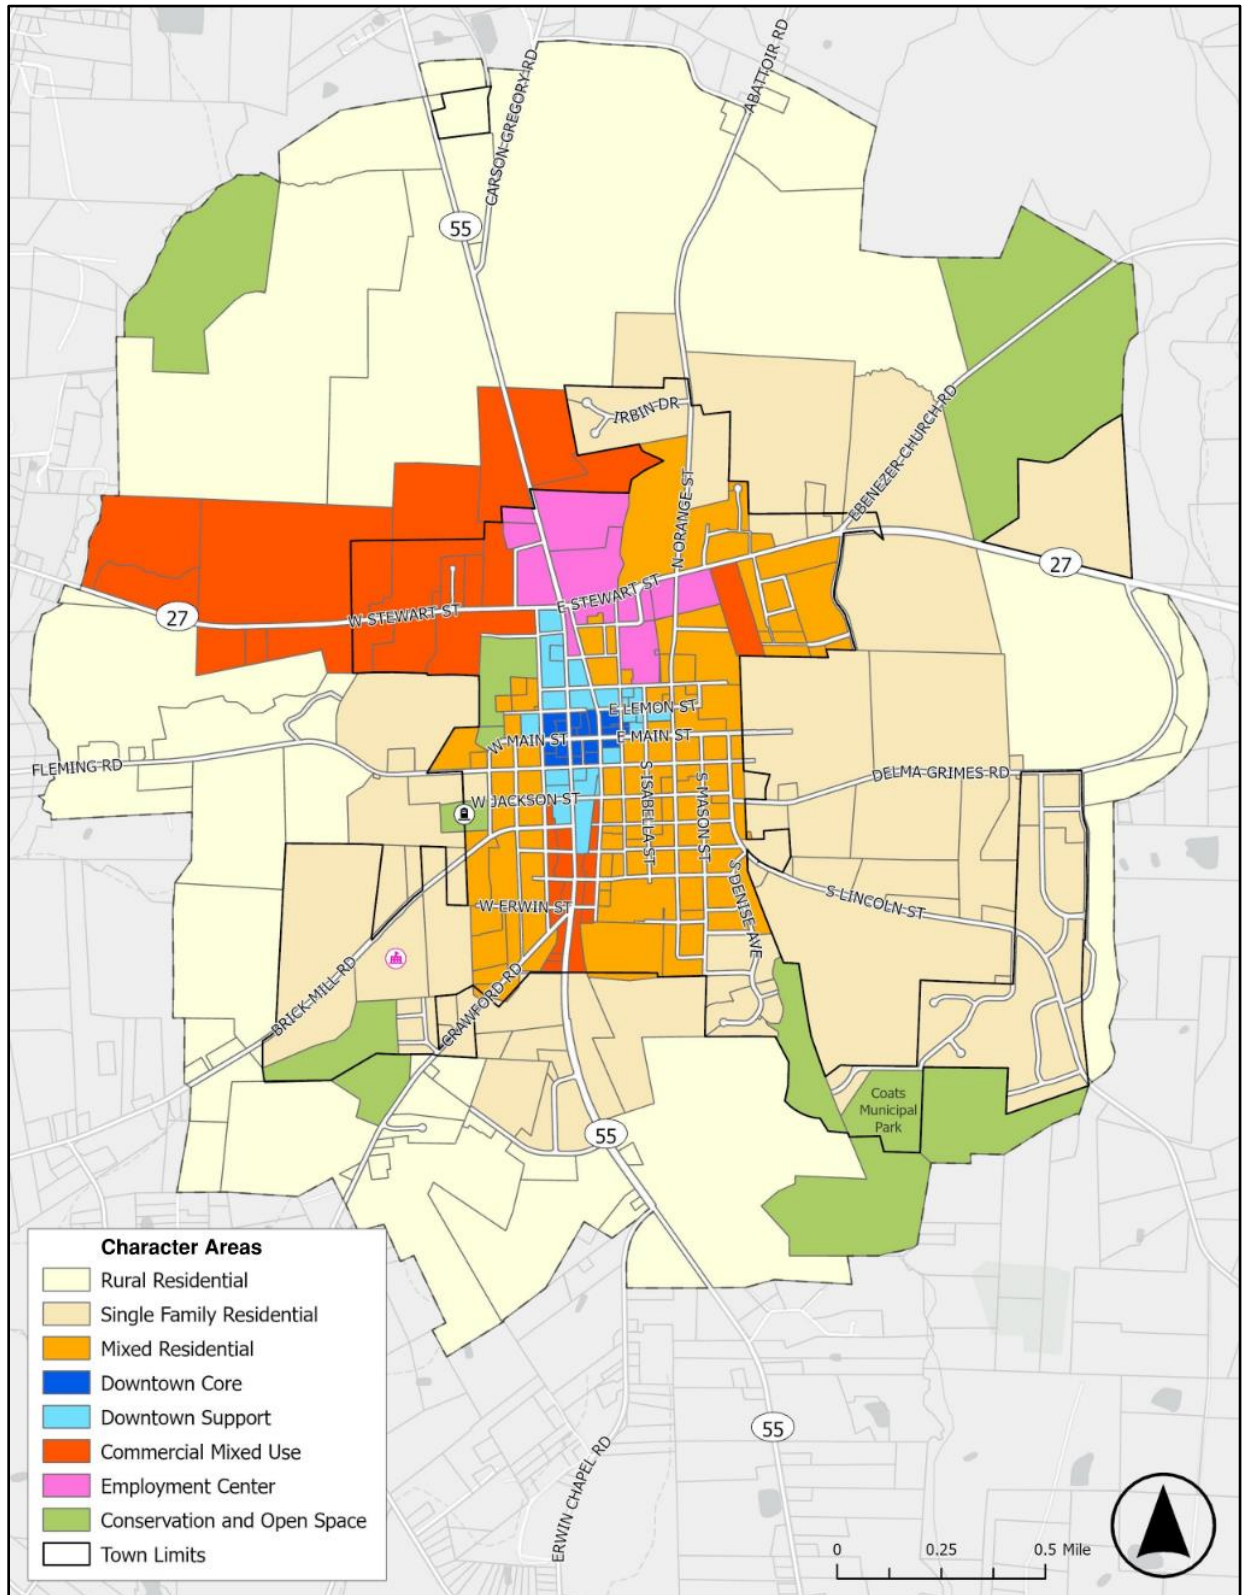 CARSON GREGORY RD
ABATTOIR RD
55
IRBIN DR
EBENEZER CHURCH RD
N ORANGE ST
27
E STEWART ST
W STEWART ST
27
E LEMON ST
W MAIN ST
E MAIN ST
FLEMING RD
DELMA GRIMES RD
W JACKSON ST
S ISABELLA ST
S MASON ST
S DENISE AVE
S LINCOLN ST
W ERWIN ST
BRICK MILL RD
CRAWFORD RD
Coats
Municipal
Park
55
Character Areas
Rural Residential
Single Family Residential
Mixed Residential
Downtown Core
Downtown Support
Commercial Mixed Use
Employment Center
Conservation and Open Space
Town Limits
55
ERWIN CHAPEL RD
0 0.25 0.5 Mile